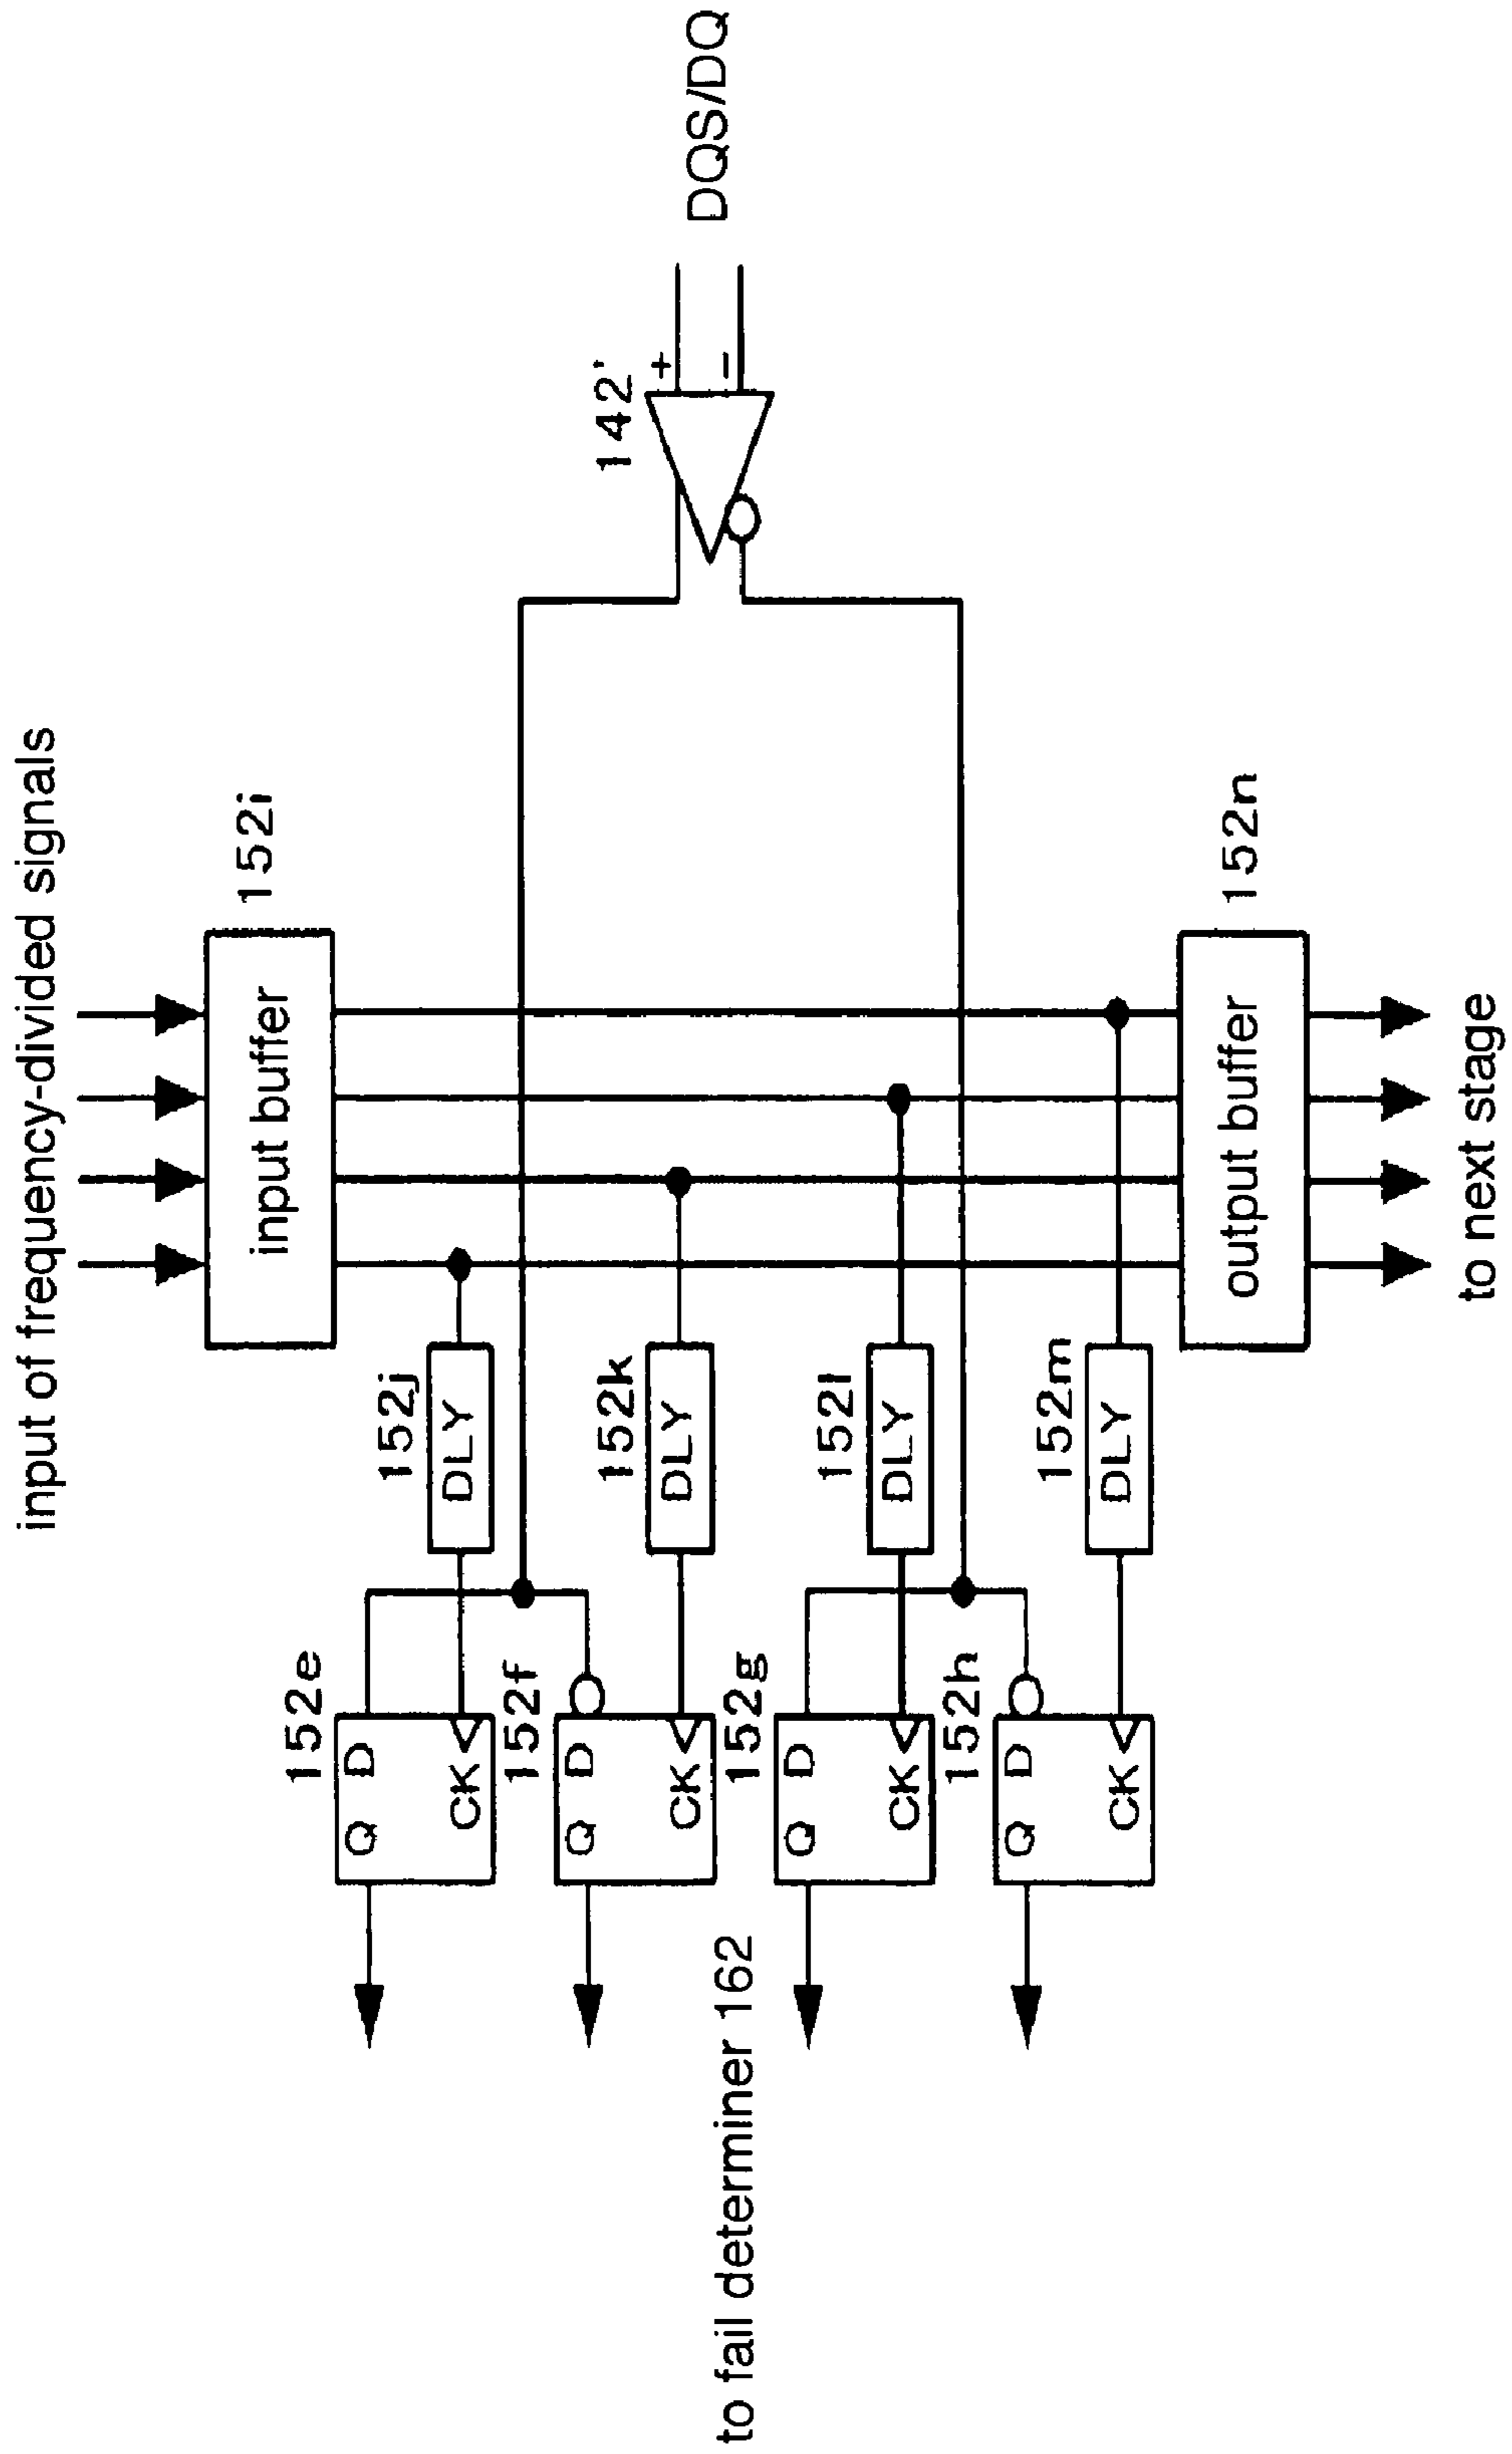 input of frequency-divided signals
152i
input buffer
DQS/DQ
142'
+
−
152j
DLY
152k
DLY
152l
DLY
152m
DLY
152e
D
Q
CK
152f
D
Q
CK
152g
D
Q
CK
152h
D
Q
CK
to fail determiner 162
152n
output buffer
to next stage